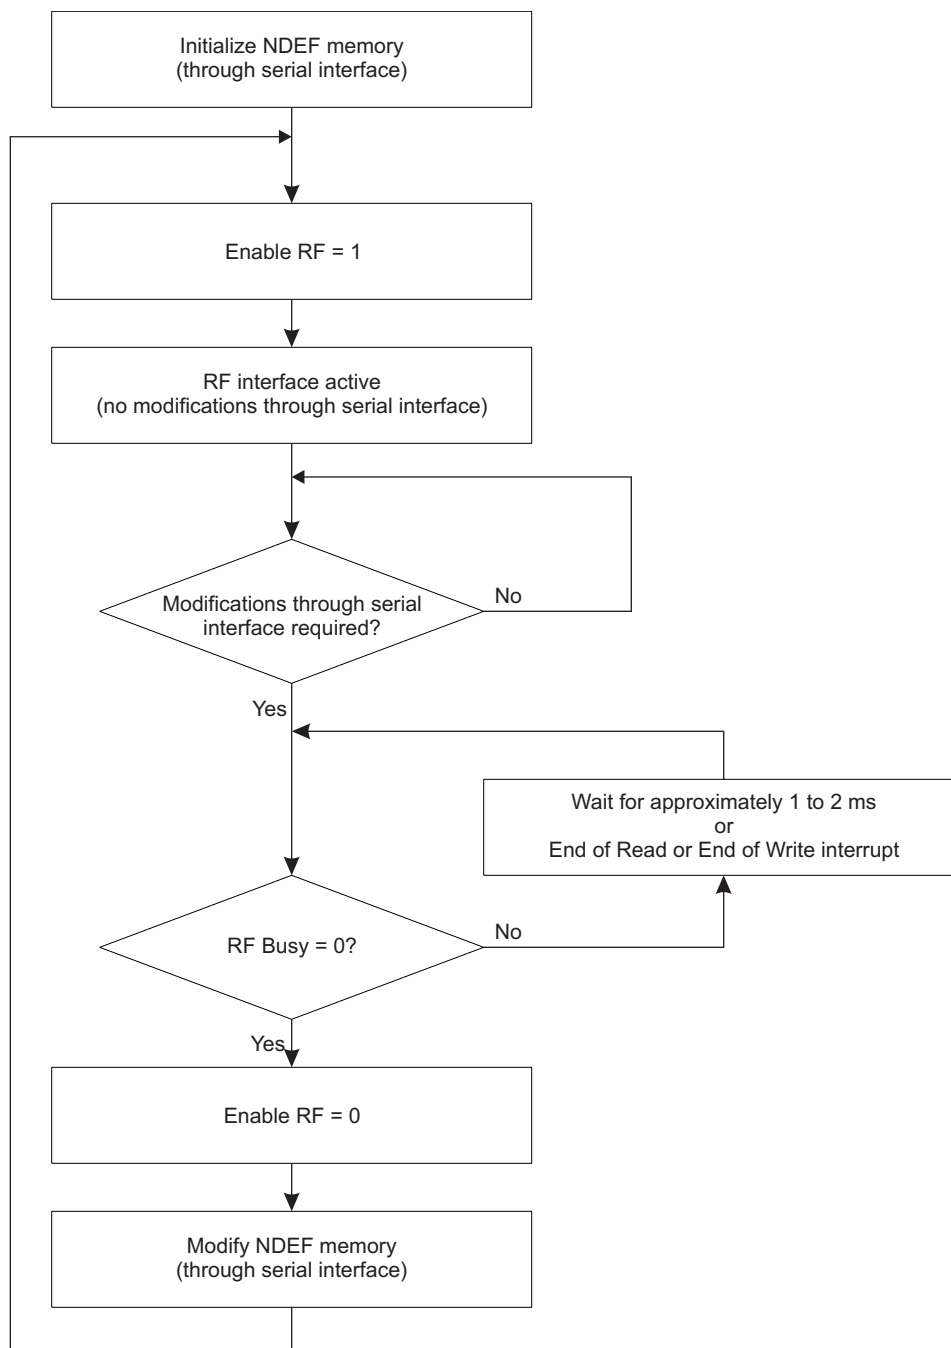 Initialize NDEF memory
(through serial interface)
Enable RF = 1
RF interface active
(no modifications through serial interface)
Modifications through serial
interface required?
No
Yes
Wait for approximately 1 to 2 ms
or
End of Read or End of Write interrupt
RF Busy = 0?
No
Yes
Enable RF = 0
Modify NDEF memory
(through serial interface)